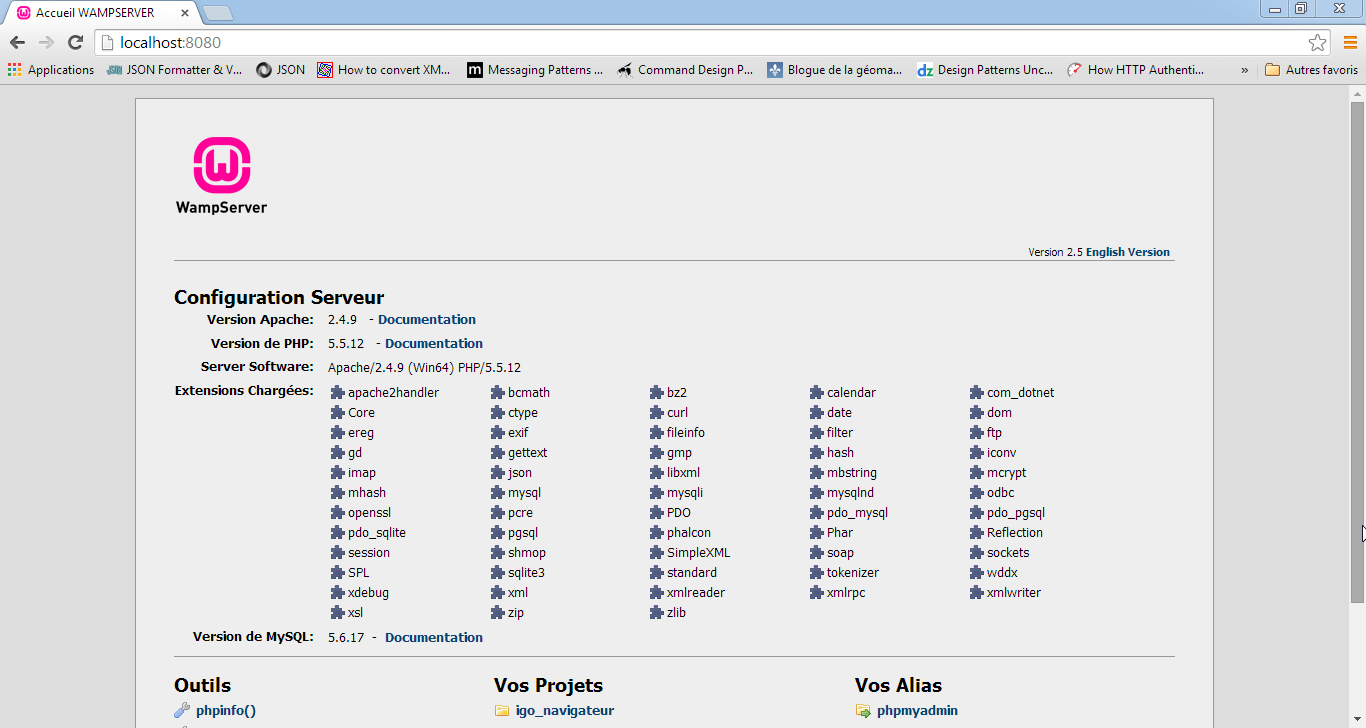 Accueil WAMPSERVER
localhost:8080
Applications JSON Formatter & V... JSON How to convert XM... Messaging Patterns ... Command Design P... Blogue de la géoma... Design Patterns Unc... How HTTP Authenti... » Autres favoris
WampServer
Version 2.5 English Version
Configuration Serveur
Version Apache: 2.4.9 - Documentation
Version de PHP: 5.5.12 - Documentation
Server Software: Apache/2.4.9 (Win64) PHP/5.5.12
Extensions Chargées: apache2handler bcmath bz2 calendar com_dotnet
Core ctype curl date dom
ereg exif fileinfo filter ftp
gd gettext gmp hash iconv
imap json libxml mbstring mcrypt
mhash mysql mysqli mysqlnd odbc
openssl pcre PDO pdo_mysql pdo_pgsql
pdo_sqlite pgsql phalcon Phar Reflection
session shmop SimpleXML soap sockets
SPL sqlite3 standard tokenizer wddx
xdebug xml xmlreader xmlrpc xmlwriter
xsl zip zlib
Version de MySQL: 5.6.17 - Documentation
Outils Vos Projets Vos Alias
phpinfo() igo_navigateur phpmyadmin